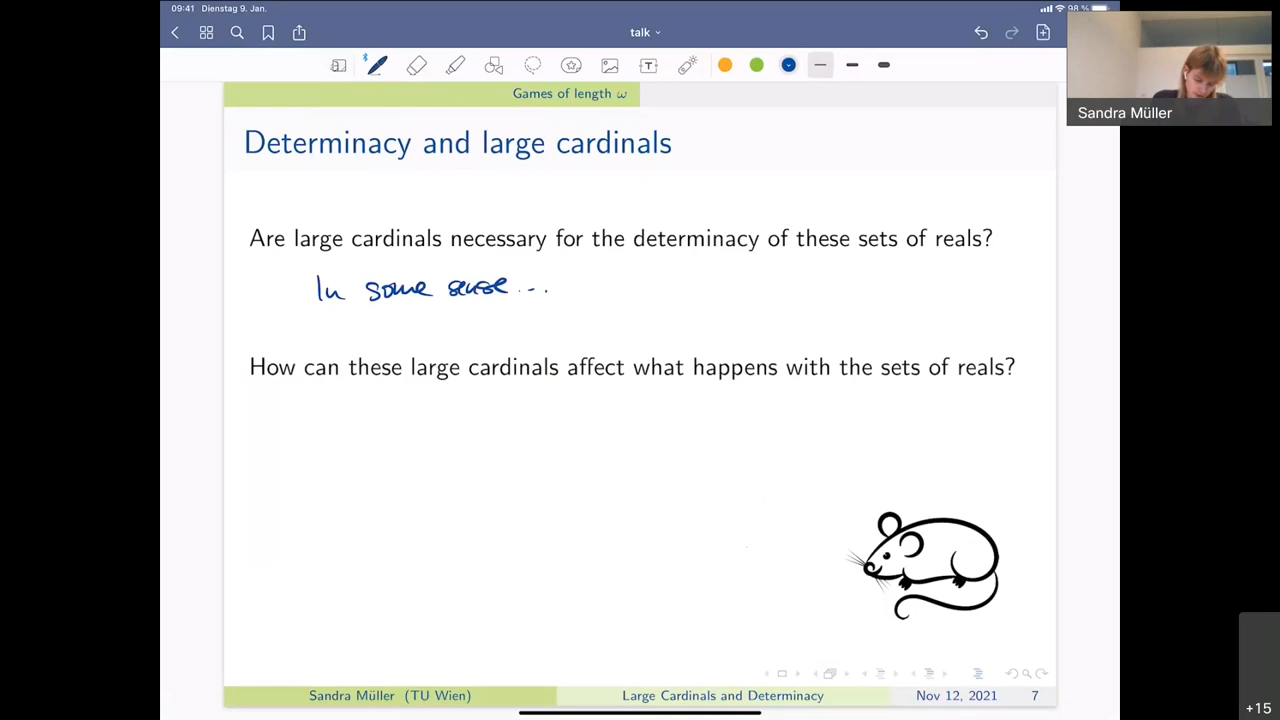 09:41 Dienstag 9. Jan.
98 %
talk
T
Sandra Müller
Games of length ω
Determinacy and large cardinals
Are large cardinals necessary for the determinacy of these sets of reals?
In some sense...
How can these large cardinals affect what happens with the sets of reals?
Sandra Müller (TU Wien) Large Cardinals and Determinacy Nov 12, 2021 7
+15